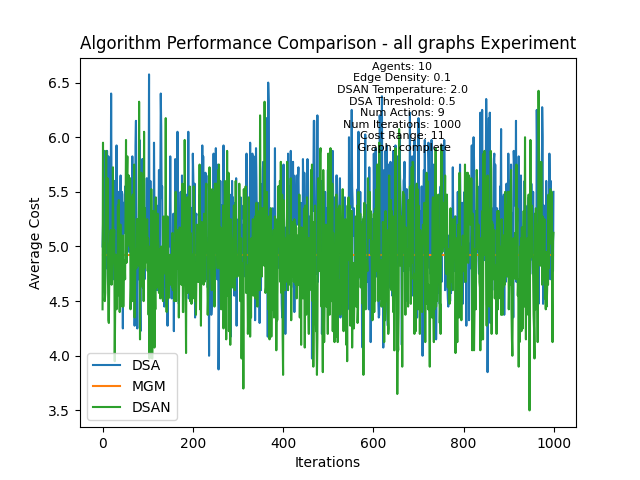 Algorithm Performance Comparison - all graphs Experiment
Agents: 10
Edge Density: 0.1
DSAN Temperature: 2.0
DSA Threshold: 0.5
Num Actions: 9
Num Iterations: 1000
Cost Range: 11
Graph: complete
Average Cost
6.5
6.0
5.5
5.0
4.5
4.0
3.5
DSA
MGM
DSAN
0
200
400
600
800
1000
Iterations